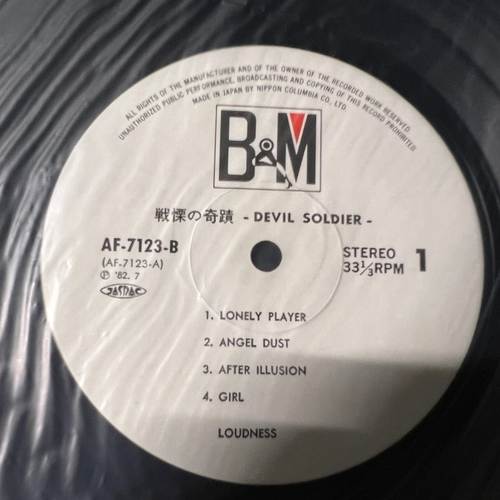 ALL RIGHTS OF THE MANUFACTURER AND OF THE OWNER OF THE RECORDED WORK RESERVED
UNAUTHORIZED PUBLIC PERFORMANCE, BROADCASTING AND COPYING OF THIS RECORD PROHIBITED
MADE IN JAPAN BY NIPPON COLUMBIA CO., LTD.
B&M
戦慄の奇蹟 - DEVIL SOLDIER -
AF-7123-B
(AF-7123-A)
Ⓟ '82. 7
JASRAC
STEREO
33⅓RPM
1
1. LONELY PLAYER
2. ANGEL DUST
3. AFTER ILLUSION
4. GIRL
LOUDNESS